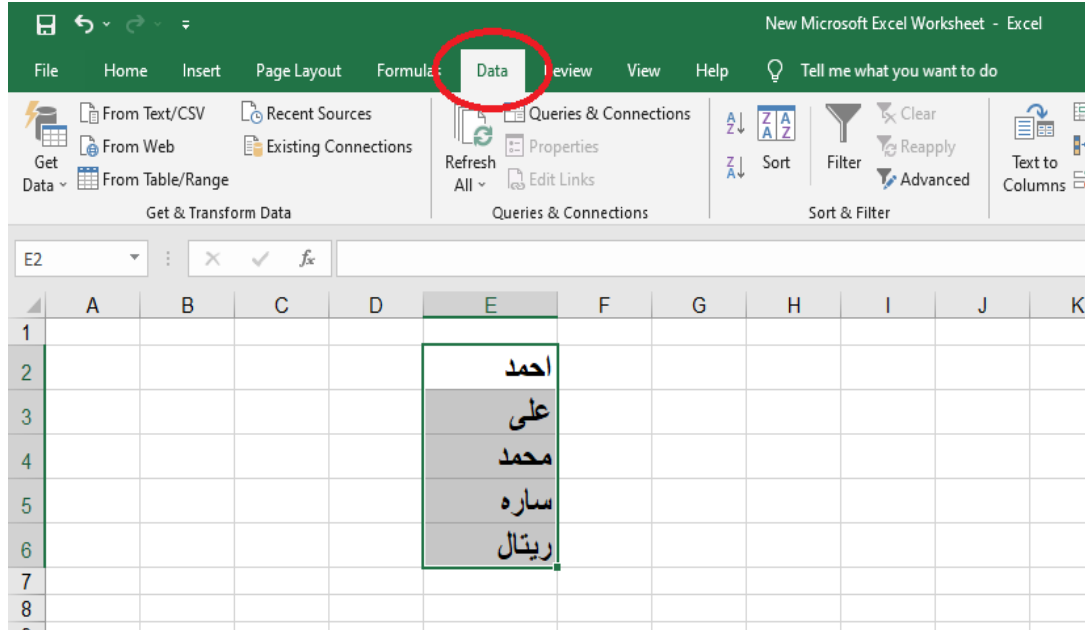 New Microsoft Excel Worksheet - Excel
File Home Insert Page Layout Formulas Data Review View Help Tell me what you want to do
From Text/CSV Recent Sources Queries & Connections Clear
From Web Existing Connections Properties Reapply
From Table/Range Edit Links Advanced
Get Data
Refresh All
Sort
Filter
Text to Columns
Get & Transform Data Queries & Connections Sort & Filter
E2 fx
A B C D E F G H I J K
1
2 احمد
3 على
4 محمد
5 ساره
6 ريتال
7
8